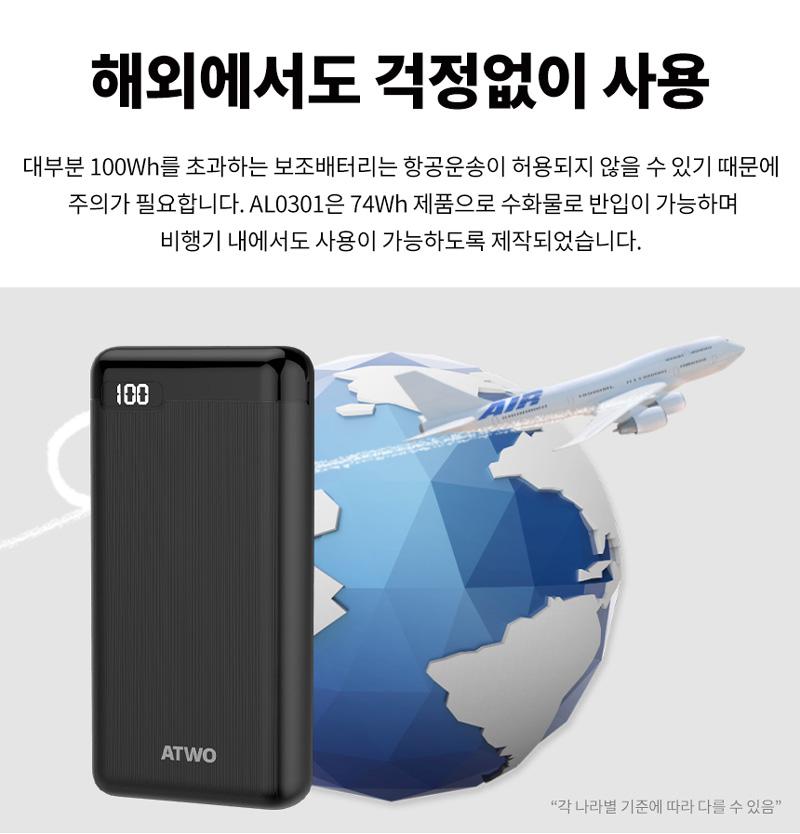 해외에서도 걱정없이 사용
대부분 100Wh를 초과하는 보조배터리는 항공운송이 허용되지 않을 수 있기 때문에
주의가 필요합니다. AL0301은 74Wh 제품으로 수화물로 반입이 가능하며
비행기 내에서도 사용이 가능하도록 제작되었습니다.
100
AIR
ATWO
“각 나라별 기준에 따라 다를 수 있음”